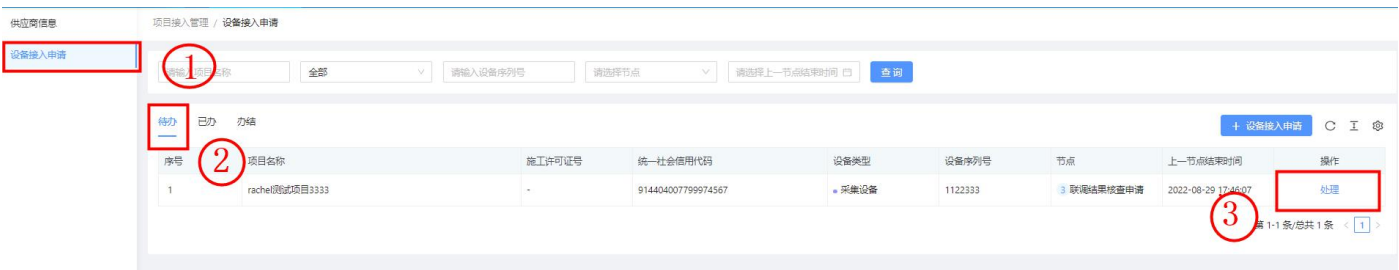 供应商信息
项目接入管理 / 设备接入申请
设备接入申请
①
请输入项目名称 全部 请输入设备序列号 请选择节点 请选择上一节点结束时间 查询
待办 已办 办结
+ 设备接入申请
②
序号 项目名称 施工许可证号 统一社会信用代码 设备类型 设备序列号 节点 上一节点结束时间 操作
1 rachel测试项目3333 - 914404007799974567 采集设备 1122333 3 联调结果核查申请 2022-08-29 17:46:07 处理
③
第 1-1 条/总共 1 条 < 1 >